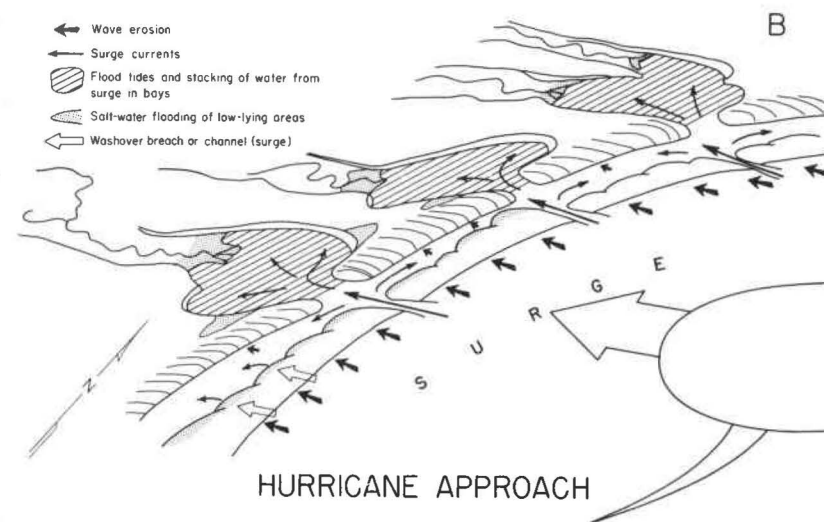 B
Wave erosion
Surge currents
Flood tides and stacking of water from
surge in bays
Salt-water flooding of low-lying areas
Washover breach or channel (surge)
SURGE
N
HURRICANE APPROACH